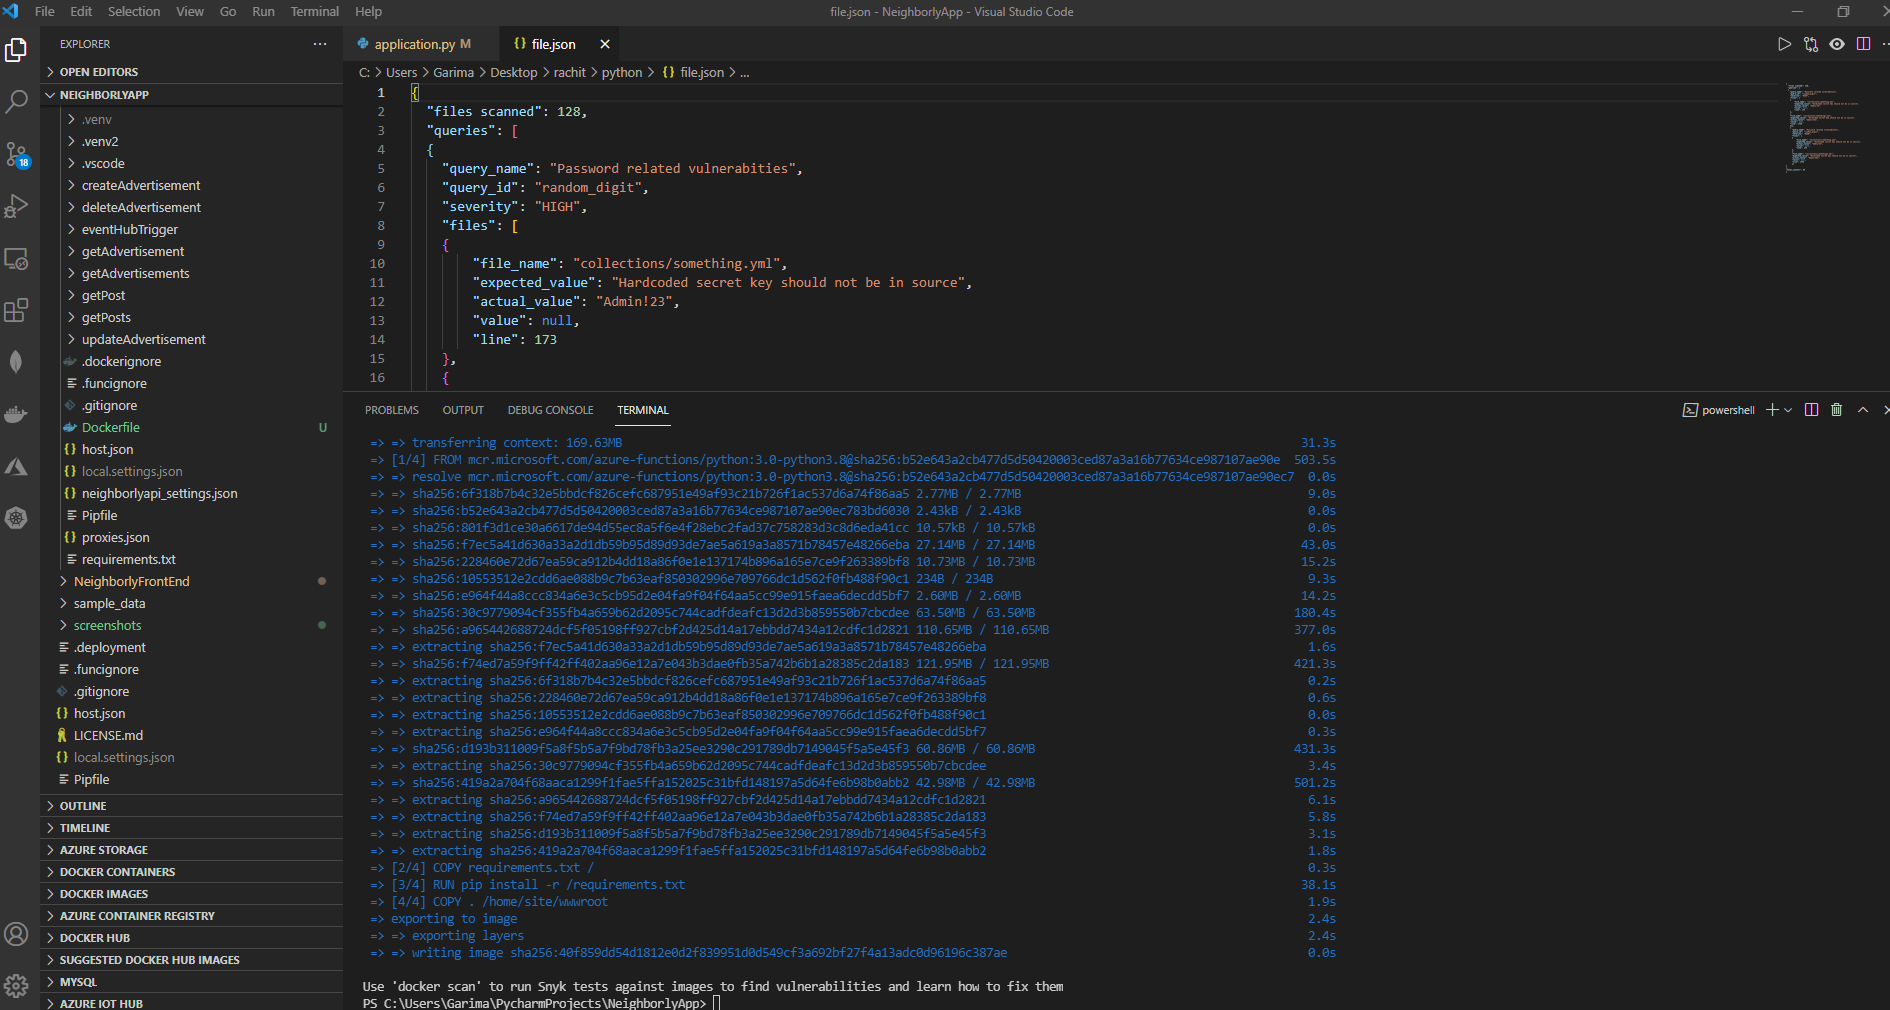 File Edit Selection View Go Run Terminal Help
file.json - NeighborlyApp - Visual Studio Code
EXPLORER
OPEN EDITORS
NEIGHBORLYAPP
.venv
.venv2
.vscode
createAdvertisement
deleteAdvertisement
eventHubTrigger
getAdvertisement
getAdvertisements
getPost
getPosts
updateAdvertisement
.dockerignore
.funcignore
.gitignore
Dockerfile U
host.json
local.settings.json
neighborlyapi_settings.json
Pipfile
proxies.json
requirements.txt
NeighborlyFrontEnd
sample_data
screenshots
.deployment
.funcignore
.gitignore
host.json
LICENSE.md
local.settings.json
Pipfile
OUTLINE
TIMELINE
AZURE STORAGE
DOCKER CONTAINERS
DOCKER IMAGES
AZURE CONTAINER REGISTRY
DOCKER HUB
SUGGESTED DOCKER HUB IMAGES
MYSQL
AZURE IOT HUB
18
application.py M
{} file.json
C: > Users > Garima > Desktop > rachit > python > {} file.json > ...
1 {
2 "files scanned": 128,
3 "queries": [
4 {
5 "query_name": "Password related vulnerabities",
6 "query_id": "random_digit",
7 "severity": "HIGH",
8 "files": [
9 {
10 "file_name": "collections/something.yml",
11 "expected_value": "Hardcoded secret key should not be in source",
12 "actual_value": "Admin!23",
13 "value": null,
14 "line": 173
15 },
16 {
PROBLEMS OUTPUT DEBUG CONSOLE TERMINAL
powershell
=> => transferring context: 169.63MB 31.3s
=> [1/4] FROM mcr.microsoft.com/azure-functions/python:3.0-python3.8@sha256:b52e643a2cb477d5d50420003ced87a3a16b77634ce987107ae90e 503.5s
=> => resolve mcr.microsoft.com/azure-functions/python:3.0-python3.8@sha256:b52e643a2cb477d5d50420003ced87a3a16b77634ce987107ae90ec7 0.0s
=> => sha256:6f318b7b4c32e5bbdcf826cefc687951e49af93c21b726f1ac537d6a74f86aa5 2.77MB / 2.77MB 9.0s
=> => sha256:b52e643a2cb477d5d50420003ced87a3a16b77634ce987107ae90ec783bd6030 2.43kB / 2.43kB 0.0s
=> => sha256:801f3d1ce30a6617de94d55ec8a5f6e4f28ebc2fad37c758283d3c8d6eda41cc 10.57kB / 10.57kB 0.0s
=> => sha256:f7ec5a41d630a33a2d1db59b95d89d93de7ae5a619a3a8571b78457e48266eba 27.14MB / 27.14MB 43.0s
=> => sha256:228460e72d67ea59ca912b4dd18a86f0e1e137174b896a165e7ce9f263389bf8 10.73MB / 10.73MB 15.2s
=> => sha256:10553512e2cdd6ae088b9c7b63eaf850302996e709766dc1d562f0fb488f90c1 234B / 234B 9.3s
=> => sha256:e964f44a8ccc834a6e3c5cb95d2e04fa9f04f64aa5cc99e915faea6decdd5bf7 2.60MB / 2.60MB 14.2s
=> => sha256:30c9779094cf355fb4a659b62d2095c744cadfdeafc13d2d3b859550b7cbcdee 63.50MB / 63.50MB 180.4s
=> => sha256:a965442688724dcf5f05198ff927cbf2d425d14a17ebbdd7434a12cdfc1d2821 110.65MB / 110.65MB 377.0s
=> => extracting sha256:f7ec5a41d630a33a2d1db59b95d89d93de7ae5a619a3a8571b78457e48266eba 1.6s
=> => sha256:f74ed7a59f9ff42ff402aa96e12a7e043b3dae0fb35a742b6b1a28385c2da183 121.95MB / 121.95MB 421.3s
=> => extracting sha256:6f318b7b4c32e5bbdcf826cefc687951e49af93c21b726f1ac537d6a74f86aa5 0.2s
=> => extracting sha256:228460e72d67ea59ca912b4dd18a86f0e1e137174b896a165e7ce9f263389bf8 0.6s
=> => extracting sha256:10553512e2cdd6ae088b9c7b63eaf850302996e709766dc1d562f0fb488f90c1 0.0s
=> => extracting sha256:e964f44a8ccc834a6e3c5cb95d2e04fa9f04f64aa5cc99e915faea6decdd5bf7 0.3s
=> => sha256:d193b311009f5a8f5b5a7f9bd78fb3a25ee3290c291789db7149045f5a5e45f3 60.86MB / 60.86MB 431.3s
=> => extracting sha256:30c9779094cf355fb4a659b62d2095c744cadfdeafc13d2d3b859550b7cbcdee 3.4s
=> => sha256:419a2a704f68aaca1299f1fae5ffa152025c31bfd148197a5d64fe6b98b0abb2 42.98MB / 42.98MB 501.2s
=> => extracting sha256:a965442688724dcf5f05198ff927cbf2d425d14a17ebbdd7434a12cdfc1d2821 6.1s
=> => extracting sha256:f74ed7a59f9ff42ff402aa96e12a7e043b3dae0fb35a742b6b1a28385c2da183 5.8s
=> => extracting sha256:d193b311009f5a8f5b5a7f9bd78fb3a25ee3290c291789db7149045f5a5e45f3 3.1s
=> => extracting sha256:419a2a704f68aaca1299f1fae5ffa152025c31bfd148197a5d64fe6b98b0abb2 1.8s
=> [2/4] COPY requirements.txt / 0.3s
=> [3/4] RUN pip install -r /requirements.txt 38.1s
=> [4/4] COPY . /home/site/wwwroot 1.9s
=> exporting to image 2.4s
=> => exporting layers 2.4s
=> => writing image sha256:40f859dd54d1812e0d2f839951d0d549cf3a692bf27f4a13adc0d96196c387ae 0.0s
Use 'docker scan' to run Snyk tests against images to find vulnerabilities and learn how to fix them
PS C:\Users\Garima\PycharmProjects\NeighborlyApp>